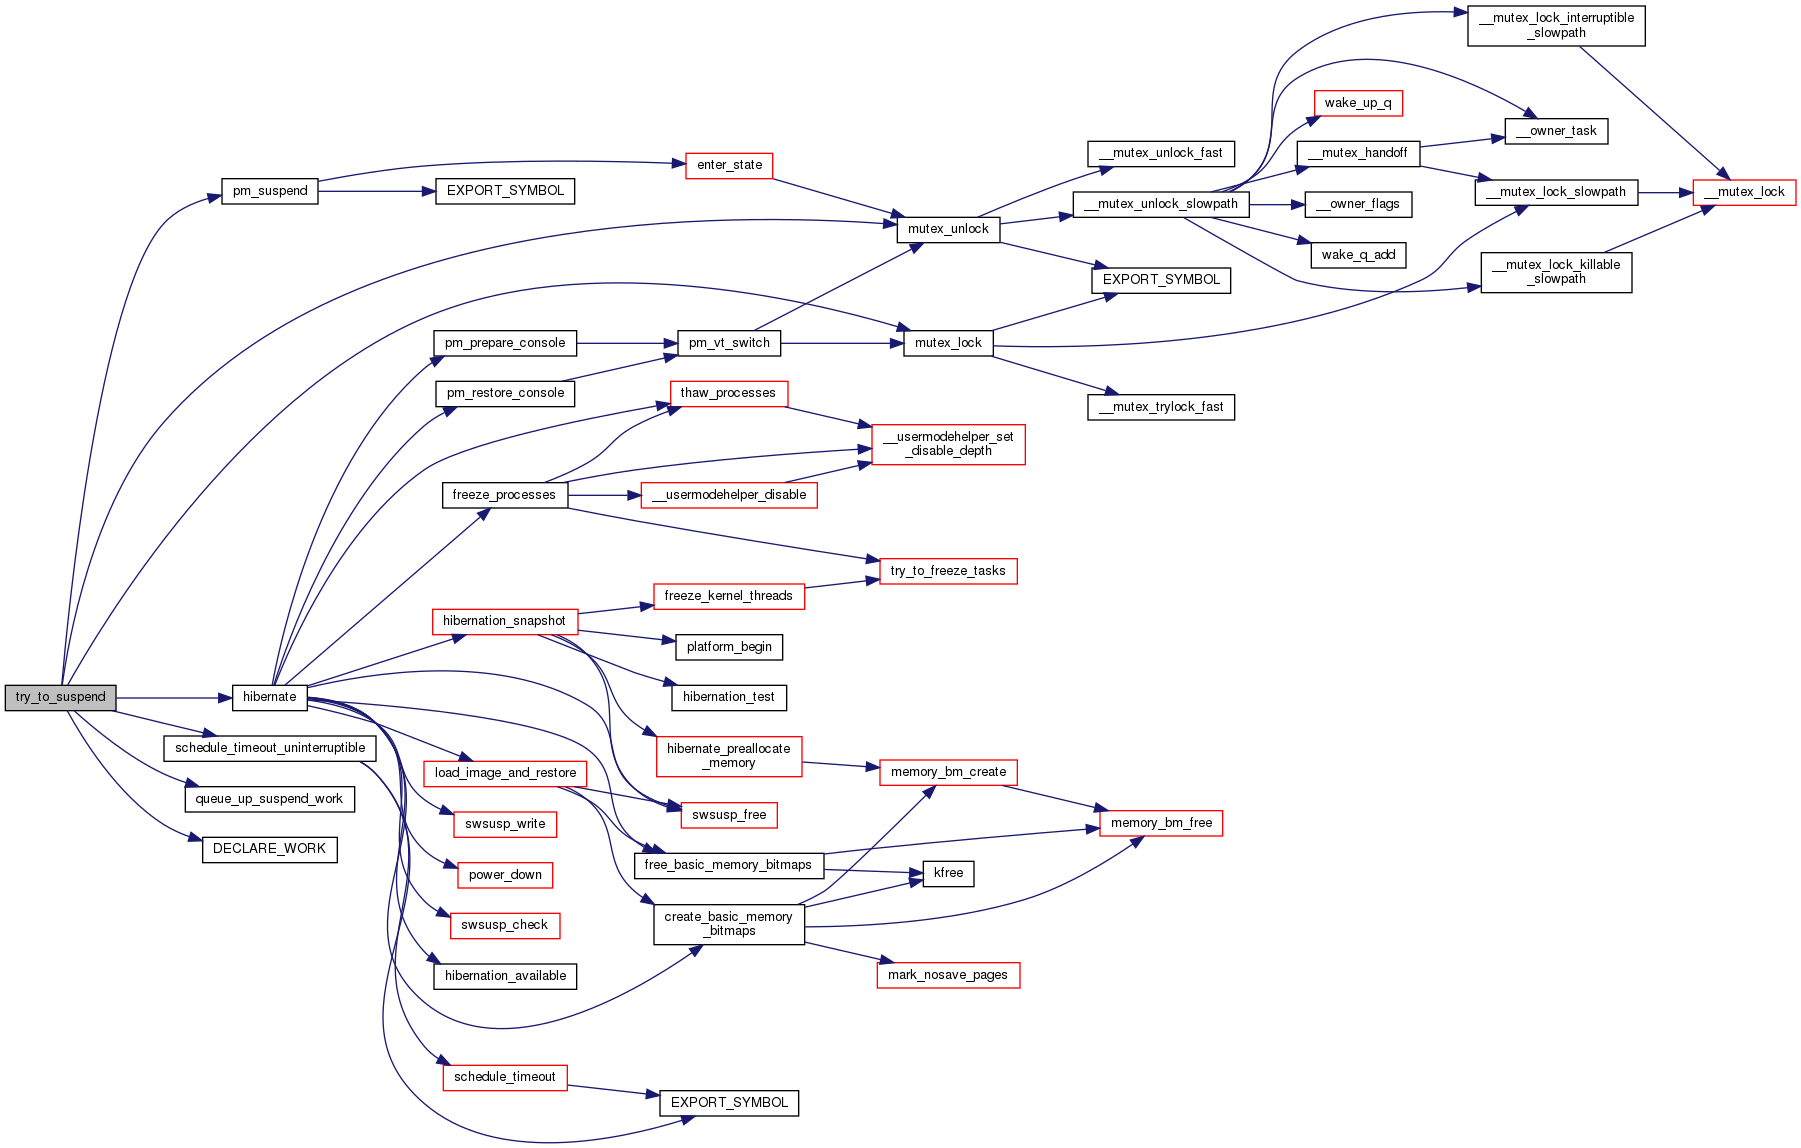 __mutex_lock_interruptible
_slowpath
wake_up_q
__owner_task
enter_state
__mutex_unlock_fast
__mutex_handoff
pm_suspend
EXPORT_SYMBOL
__mutex_lock_slowpath
__mutex_lock
__mutex_unlock_slowpath
__owner_flags
mutex_unlock
wake_q_add
__mutex_lock_killable
_slowpath
EXPORT_SYMBOL
pm_prepare_console
pm_vt_switch
mutex_lock
pm_restore_console
thaw_processes
__mutex_trylock_fast
__usermodehelper_set
_disable_depth
freeze_processes
__usermodehelper_disable
try_to_freeze_tasks
freeze_kernel_threads
hibernation_snapshot
platform_begin
try_to_suspend
hibernate
hibernation_test
schedule_timeout_uninterruptible
hibernate_preallocate
_memory
load_image_and_restore
memory_bm_create
queue_up_suspend_work
swsusp_free
swsusp_write
memory_bm_free
DECLARE_WORK
free_basic_memory_bitmaps
power_down
kfree
create_basic_memory
_bitmaps
swsusp_check
hibernation_available
mark_nosave_pages
schedule_timeout
EXPORT_SYMBOL